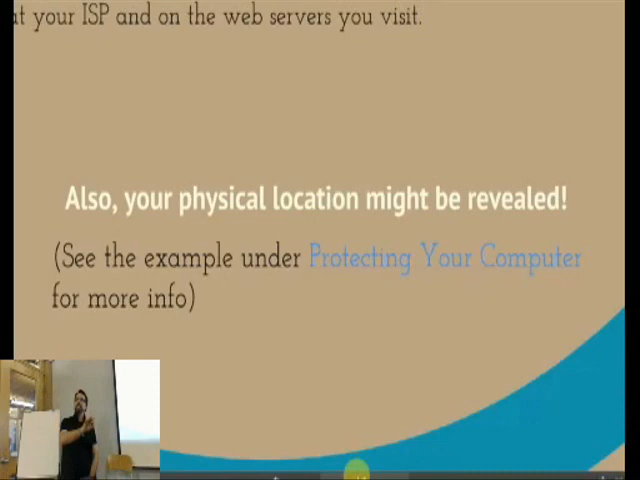 at your ISP and on the web servers you visit.
Also, your physical location might be revealed!
(See the example under Protecting Your Computer
for more info)